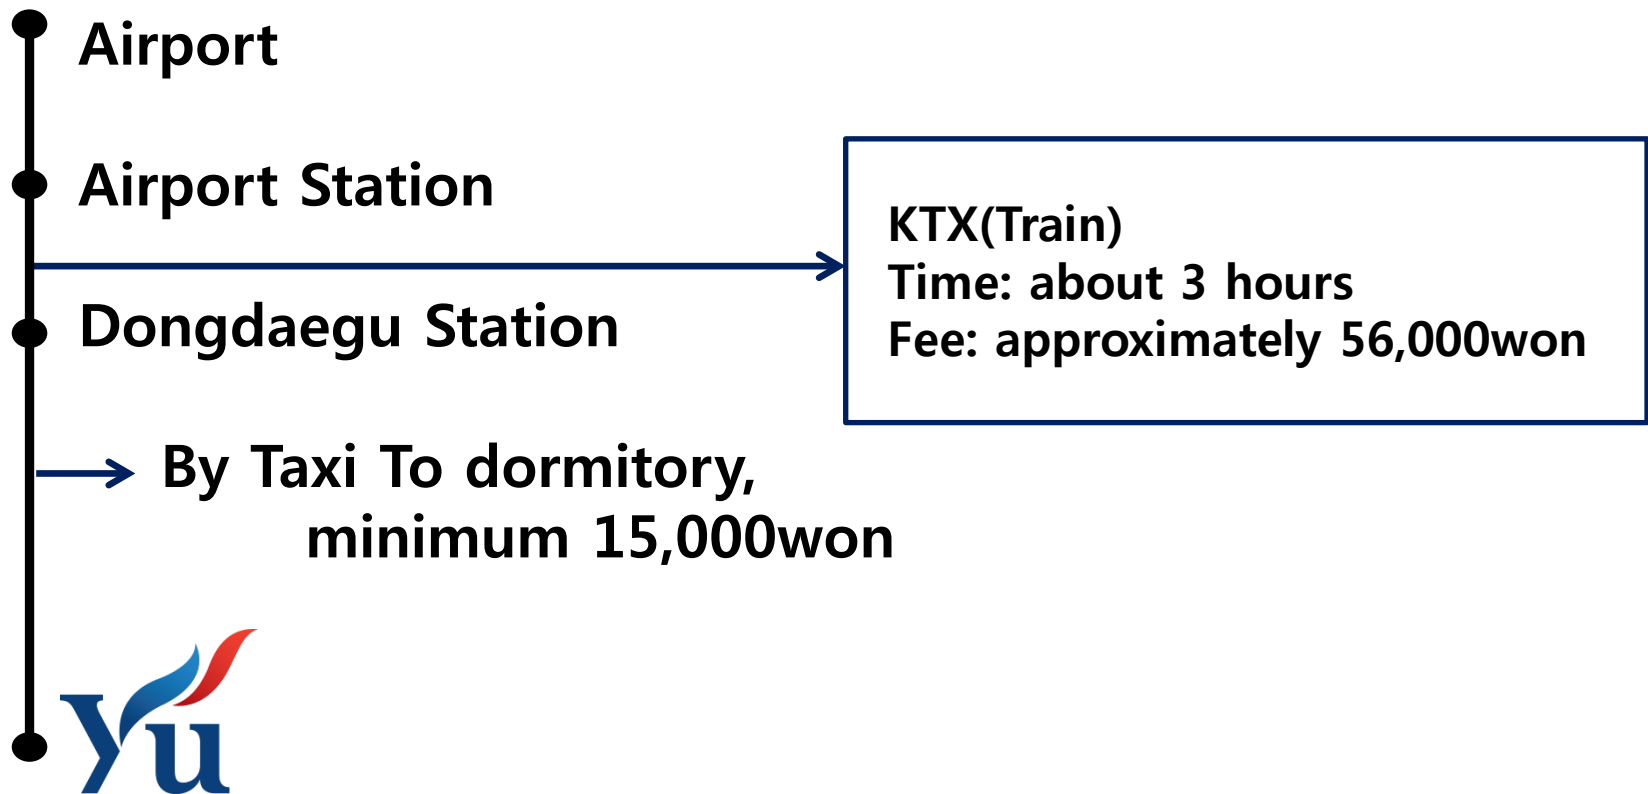 Airport
Airport Station
KTX(Train)
Time: about 3 hours
Fee: approximately 56,000won
Dongdaegu Station
By Taxi To dormitory,
minimum 15,000won
Yu